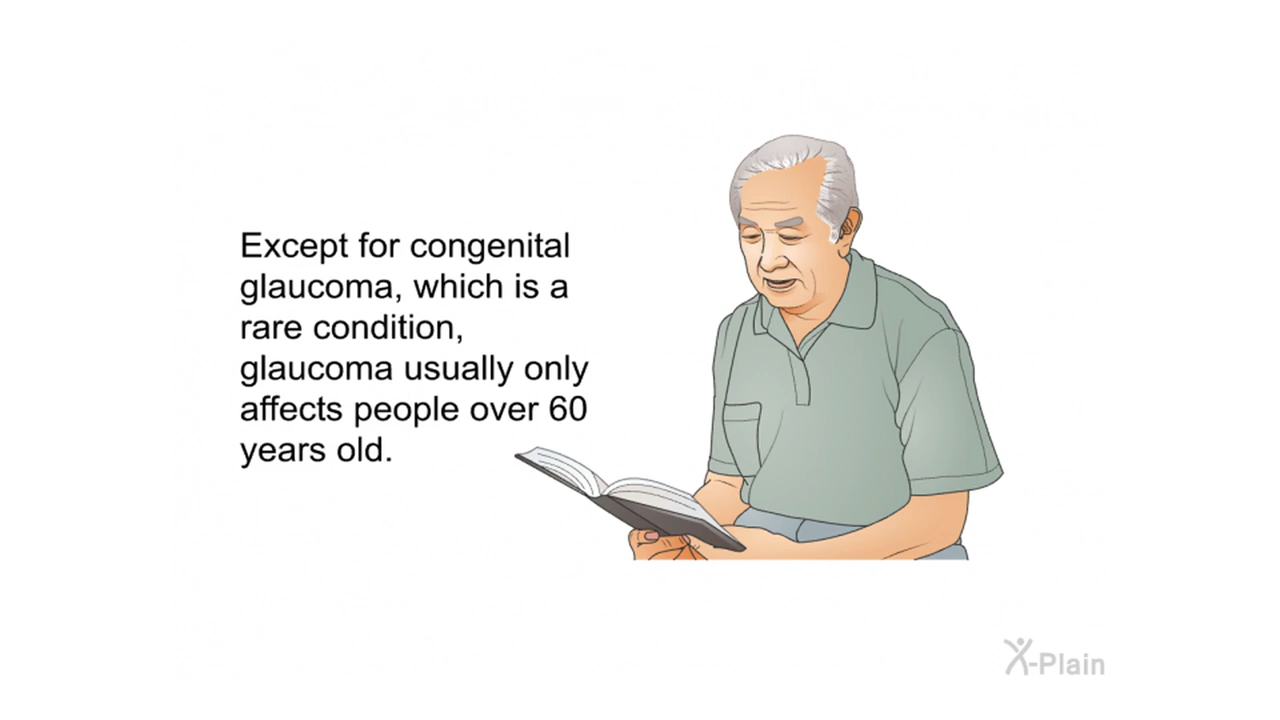 Except for congenital
glaucoma, which is a
rare condition,
glaucoma usually only
affects people over 60
years old.
X-Plain